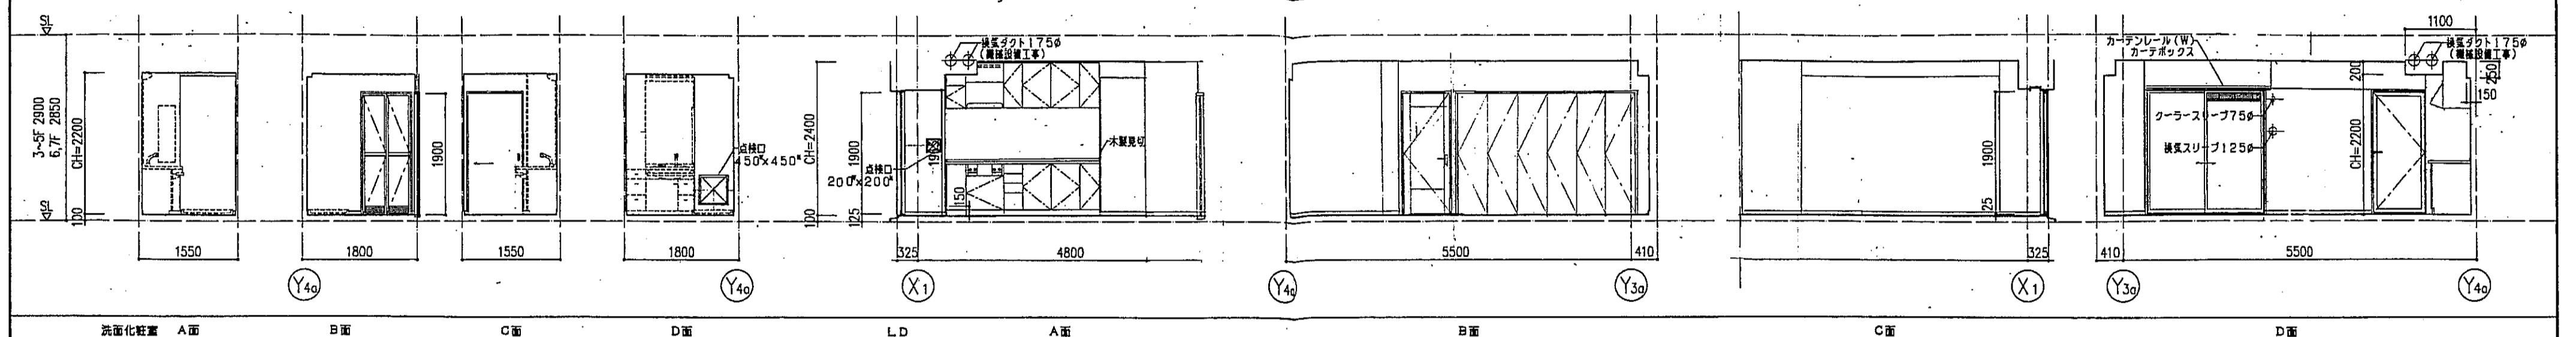 SL
3~5F 2900
6,7F 2850
CH=2200
SL
100
1550
1800
Y4a
1900
1550
点検口
450×450
1800
Y4a
CH=2400
100
1900
125
換気ダクト175φ
(機械設備工事)
点検口
200×200
190
150
木製見切
325
4800
X1
Y4a
5500
410
Y3a
1900
25
325
X1
カーテンレール(W)
カーテボックス
1100
換気ダクト175φ
(機械設備工事)
200
250
150
クーラースリーブ75φ
換気スリーブ125φ
CH=2200
410
5500
Y3a
Y4a
洗面化粧室 A面
B面
C面
D面
LD
A面
B面
C面
D面